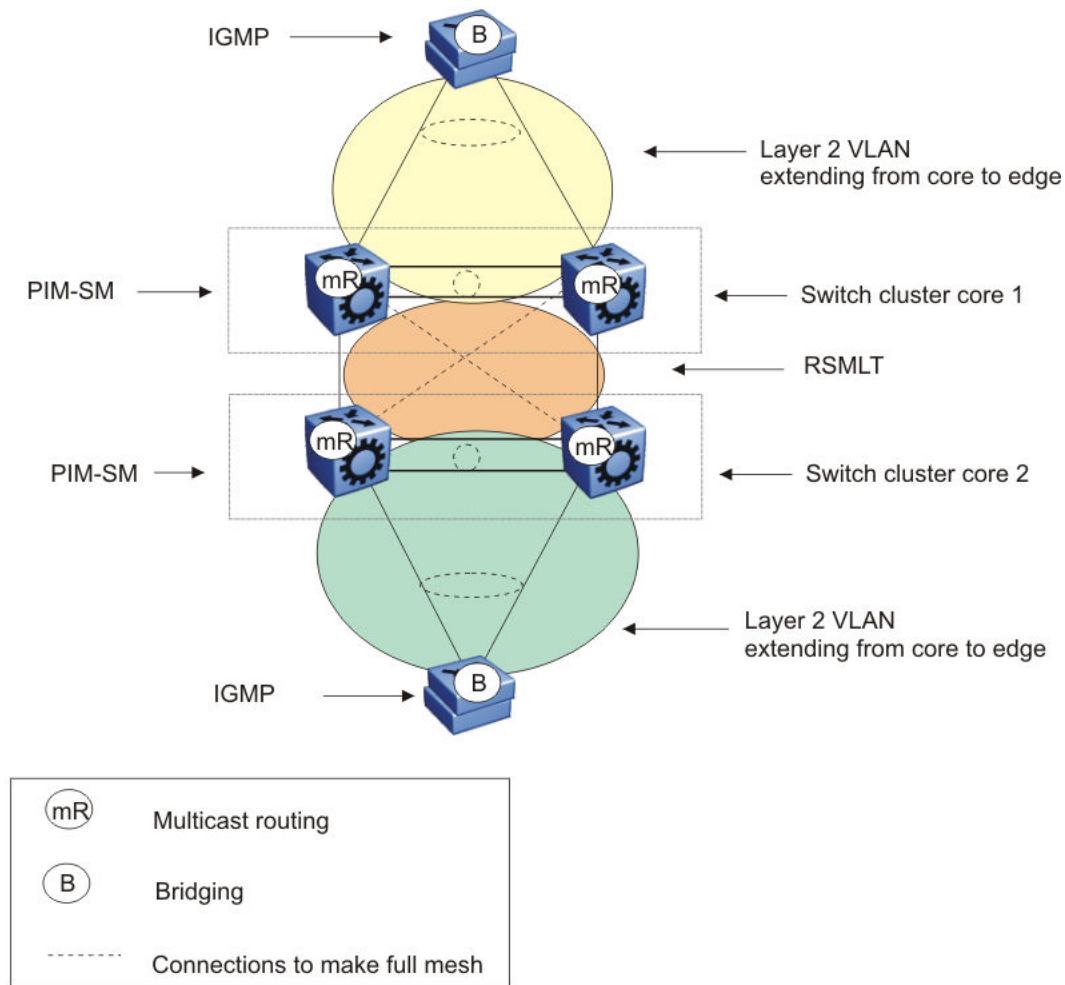 IGMP
B
Layer 2 VLAN
extending from core to edge
mR
mR
PIM-SM
Switch cluster core 1
RSMLT
mR
mR
PIM-SM
Switch cluster core 2
Layer 2 VLAN
extending from core to edge
IGMP
B
mR
Multicast routing
B
Bridging
Connections to make full mesh